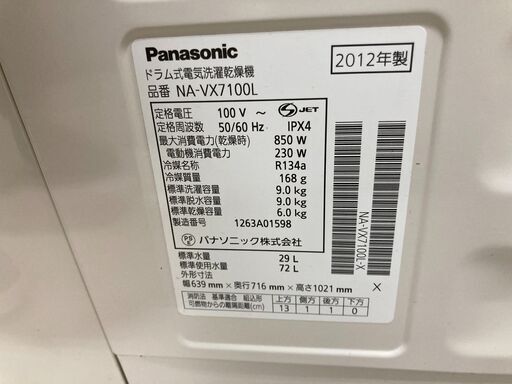 Panasonic
2012年製
ドラム式電気洗濯乾燥機
品番 NA-VX7100L
定格電圧 100 V ～ S JET
定格周波数 50/60 Hz IPX4
最大消費電力(乾燥時) 850 W
電動機消費電力 230 W
冷媒名称 R134a
冷媒質量 168 g
標準洗濯容量 9.0 kg
標準脱水容量 9.0 kg
標準乾燥容量 6.0 kg
製造番号 1263A01598
PSE パナソニック株式会社
標準水量 29 L
標準使用水量 72 L
外形寸法
幅639 mm × 奥行716 mm × 高さ1021 mm
消防法 基準適合 組込形 上方 側方 後方 下方
可燃物からの離隔距離(cm) 13 1 1 0
NA-VX7100L-X
X